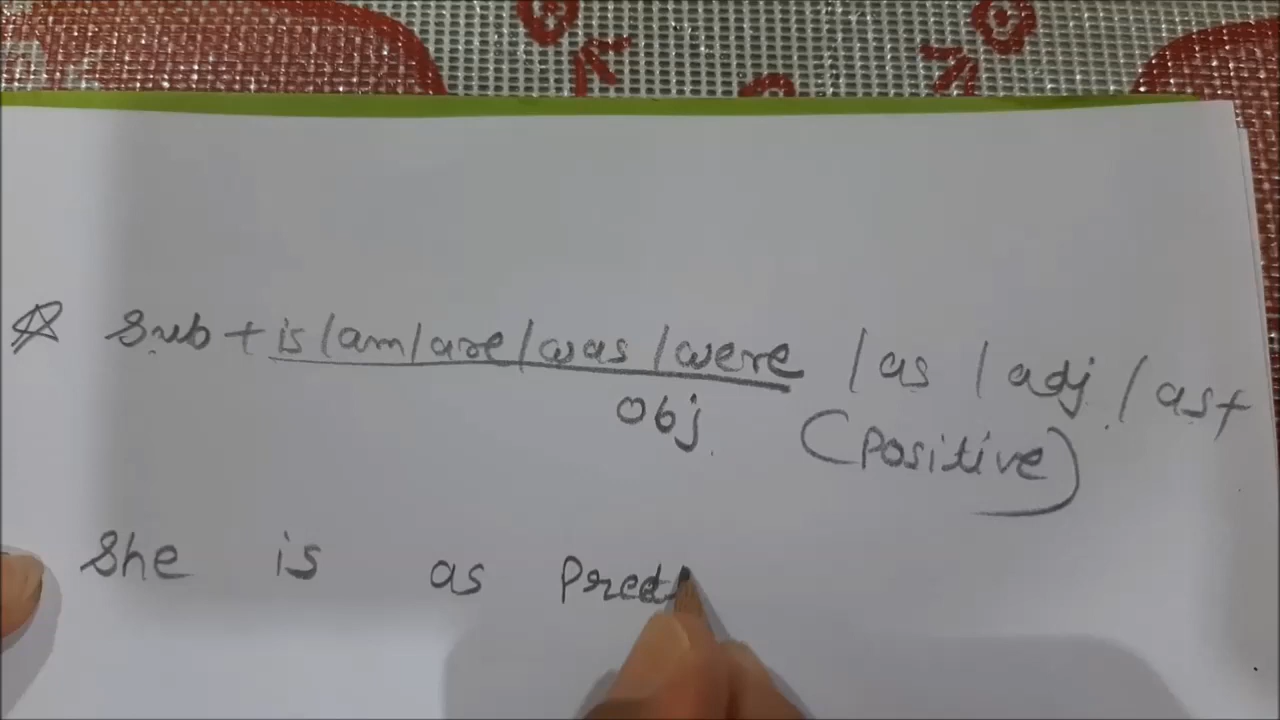 ☆ Sub + is/am/are/was/were /as / adj. / as +
obj. (Positive)
She is as Prett